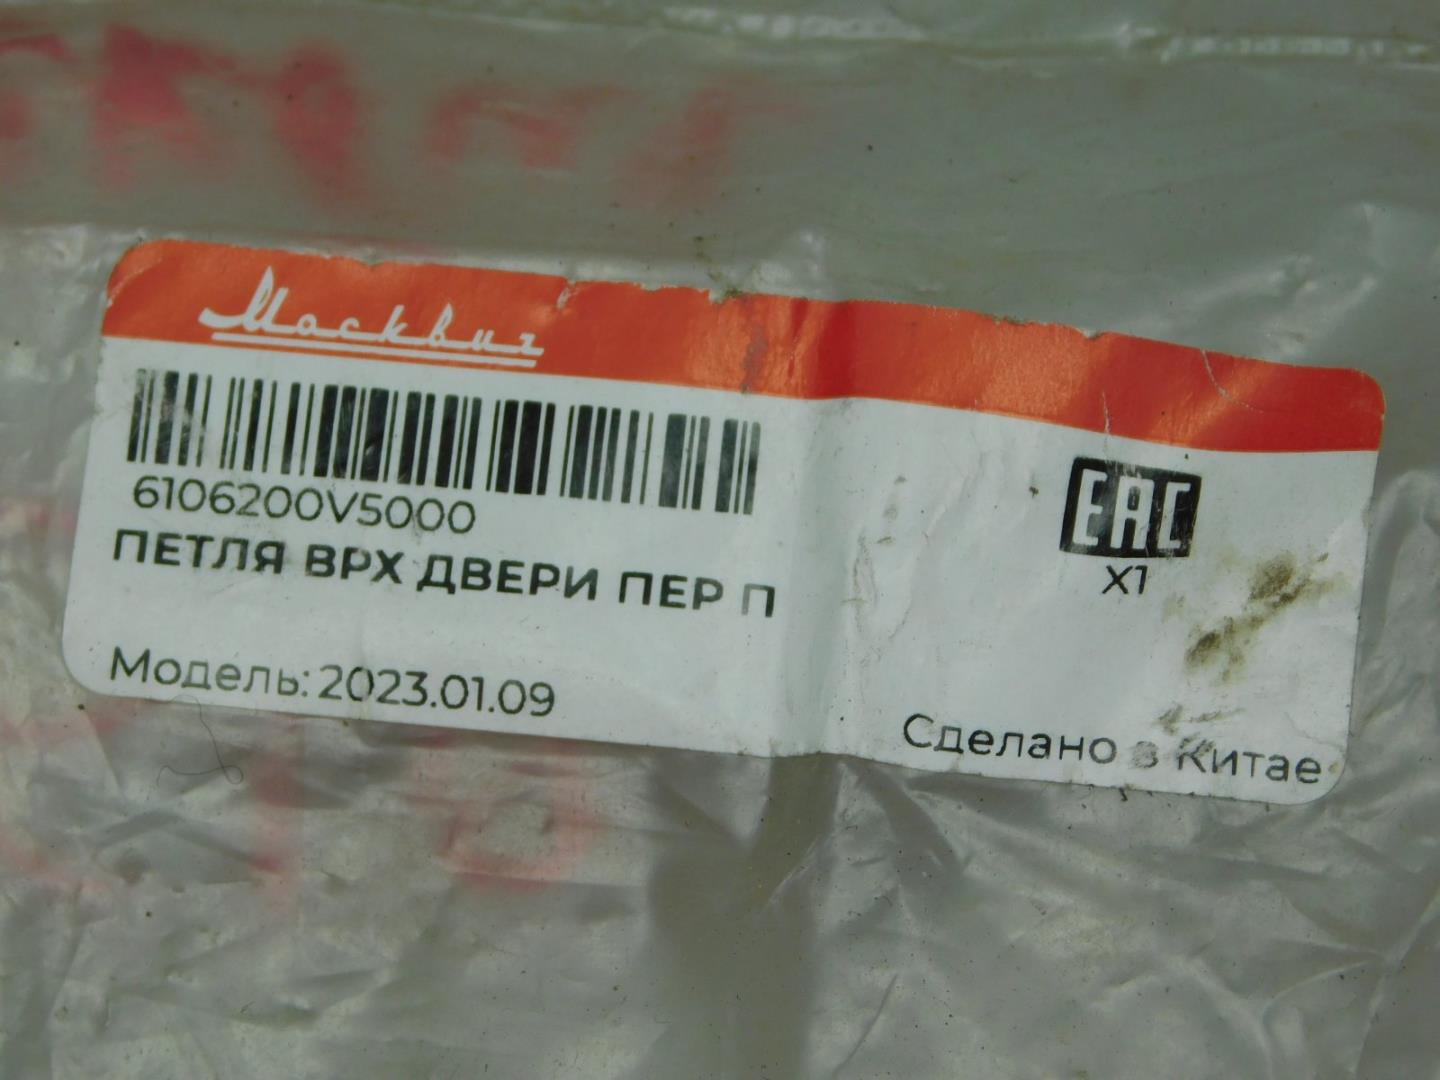 Москвич
6106200V5000
ПЕТЛЯ ВРХ ДВЕРИ ПЕР П
Модель: 2023.01.09
EAC
X1
Сделано в Китае